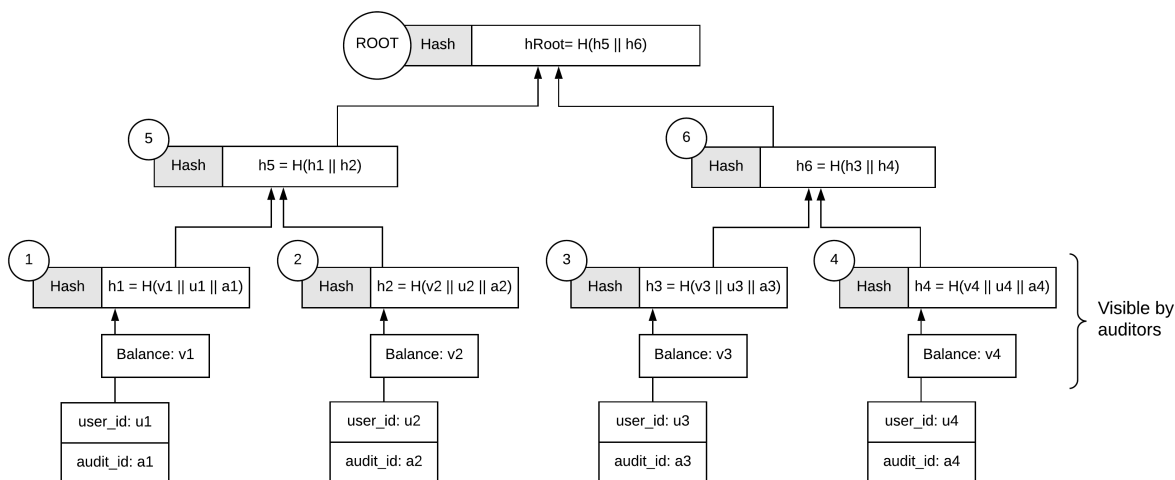 ROOT
Hash
hRoot= H(h5 || h6)
5
Hash
h5 = H(h1 || h2)
6
Hash
h6 = H(h3 || h4)
1
Hash
h1 = H(v1 || u1 || a1)
2
Hash
h2 = H(v2 || u2 || a2)
3
Hash
h3 = H(v3 || u3 || a3)
4
Hash
h4 = H(v4 || u4 || a4)
Visible by
auditors
Balance: v1
Balance: v2
Balance: v3
Balance: v4
user_id: u1
user_id: u2
user_id: u3
user_id: u4
audit_id: a1
audit_id: a2
audit_id: a3
audit_id: a4